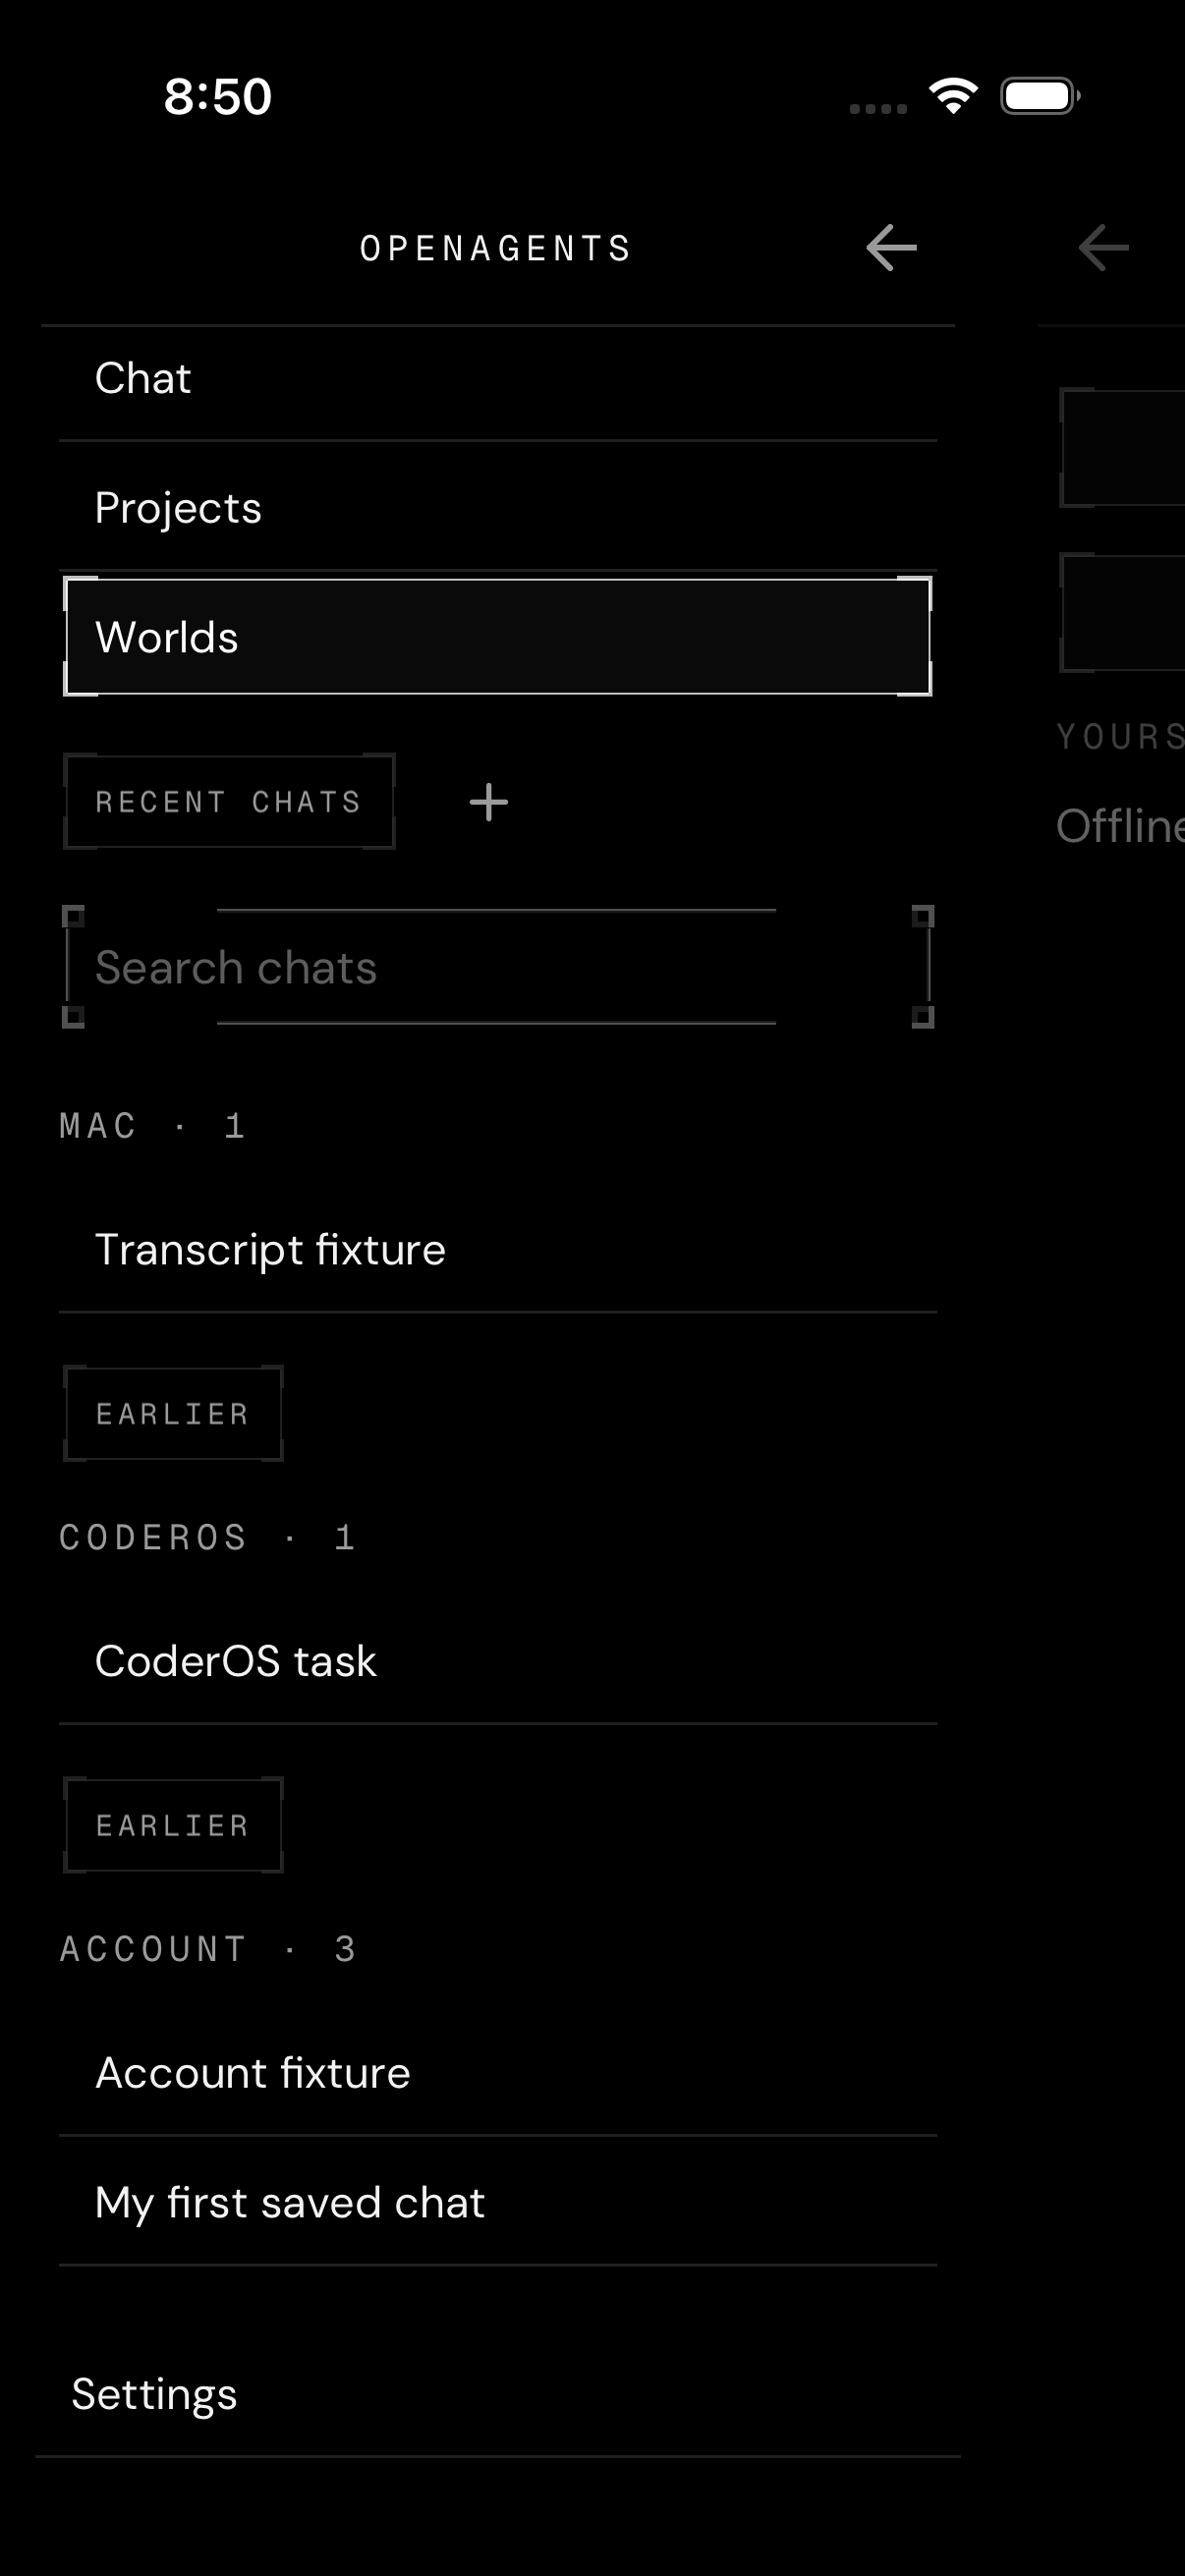 8:50
OPENAGENTS
Chat
Projects
Worlds
RECENT CHATS
Search chats
MAC · 1
Transcript fixture
EARLIER
CODEROS · 1
CoderOS task
EARLIER
ACCOUNT · 3
Account fixture
My first saved chat
Settings
YOURS
Offline